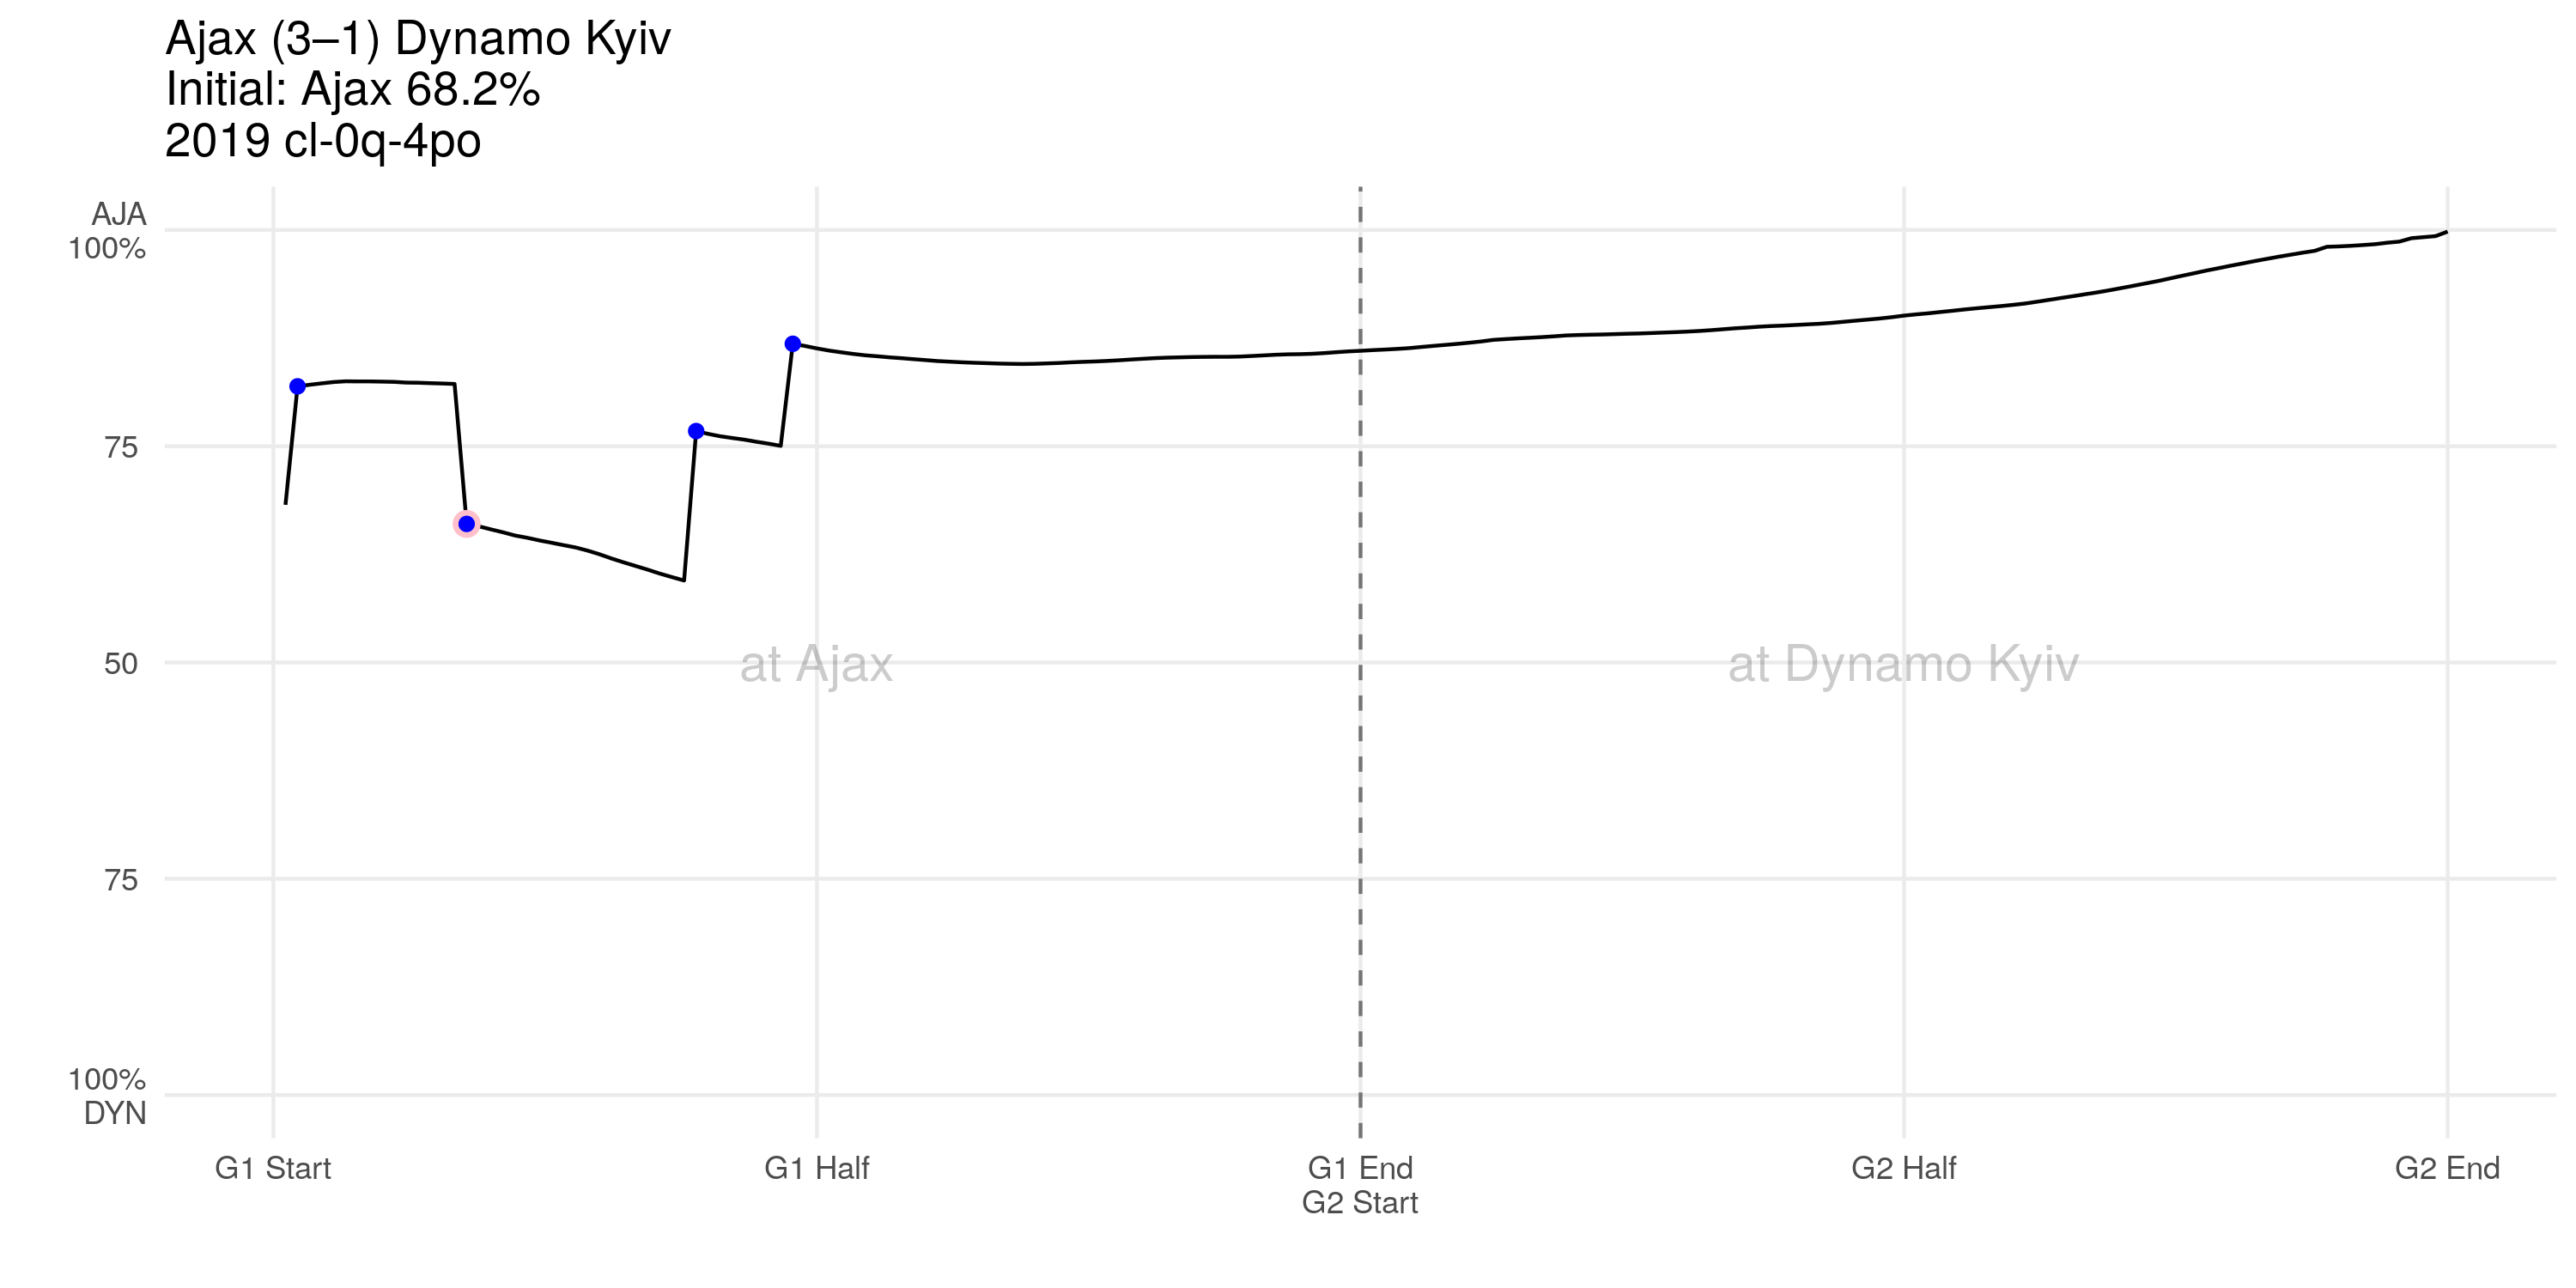 Ajax (3–1) Dynamo Kyiv
Initial: Ajax 68.2%
2019 cl-0q-4po
AJA
100%
75
50
75
100%
DYN
at Ajax
at Dynamo Kyiv
G1 Start
G1 Half
G1 End
G2 Start
G2 Half
G2 End